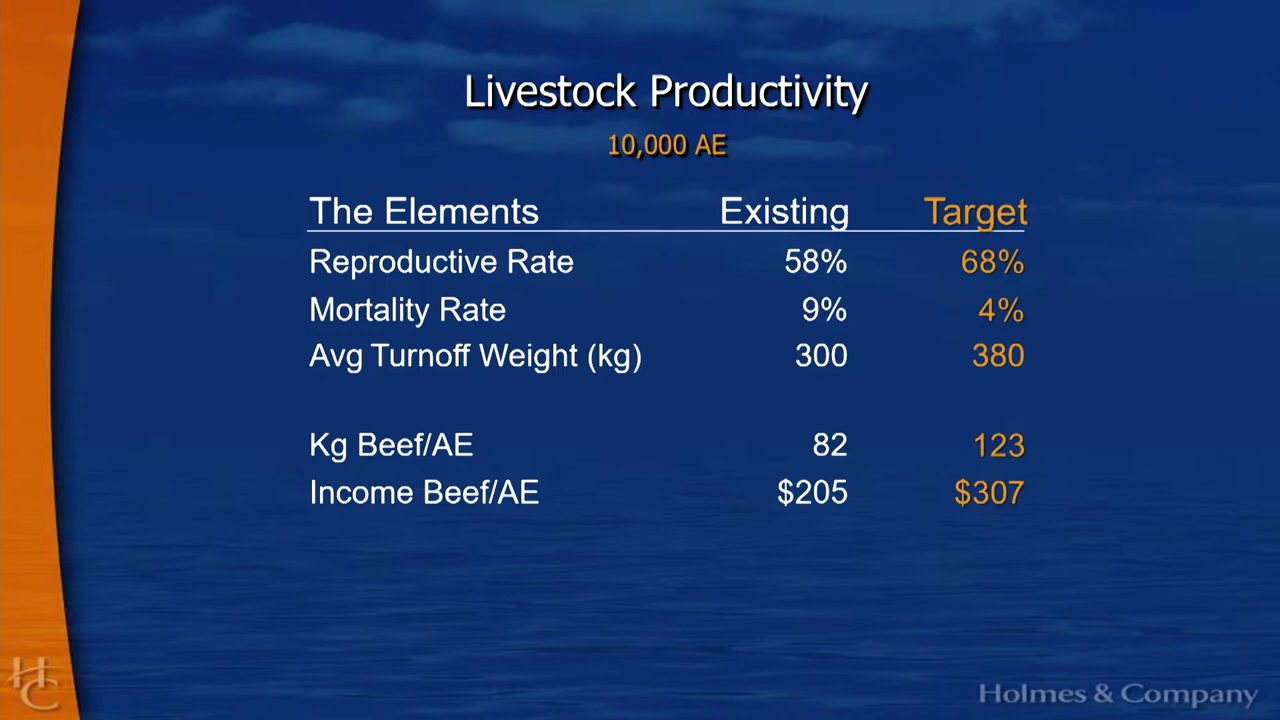 Livestock Productivity
10,000 AE
The Elements Existing Target
Reproductive Rate 58% 68%
Mortality Rate 9% 4%
Avg Turnoff Weight (kg) 300 380
Kg Beef/AE 82 123
Income Beef/AE $205 $307
HC
Holmes & Company